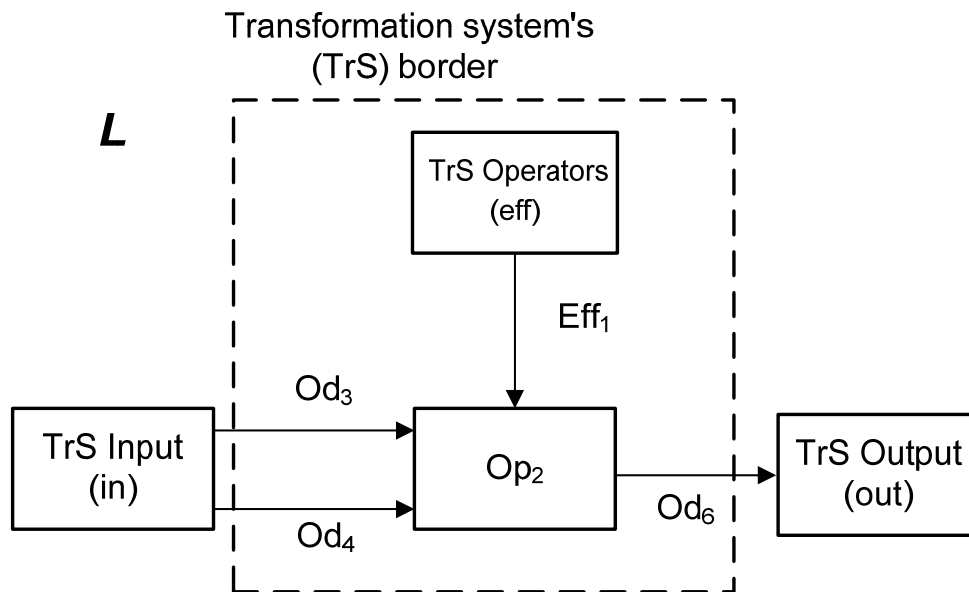 Transformation system's
(TrS) border
L
TrS Operators
(eff)
Eff₁
Od₃
TrS Input
(in)
Op₂
TrS Output
(out)
Od₄
Od₆